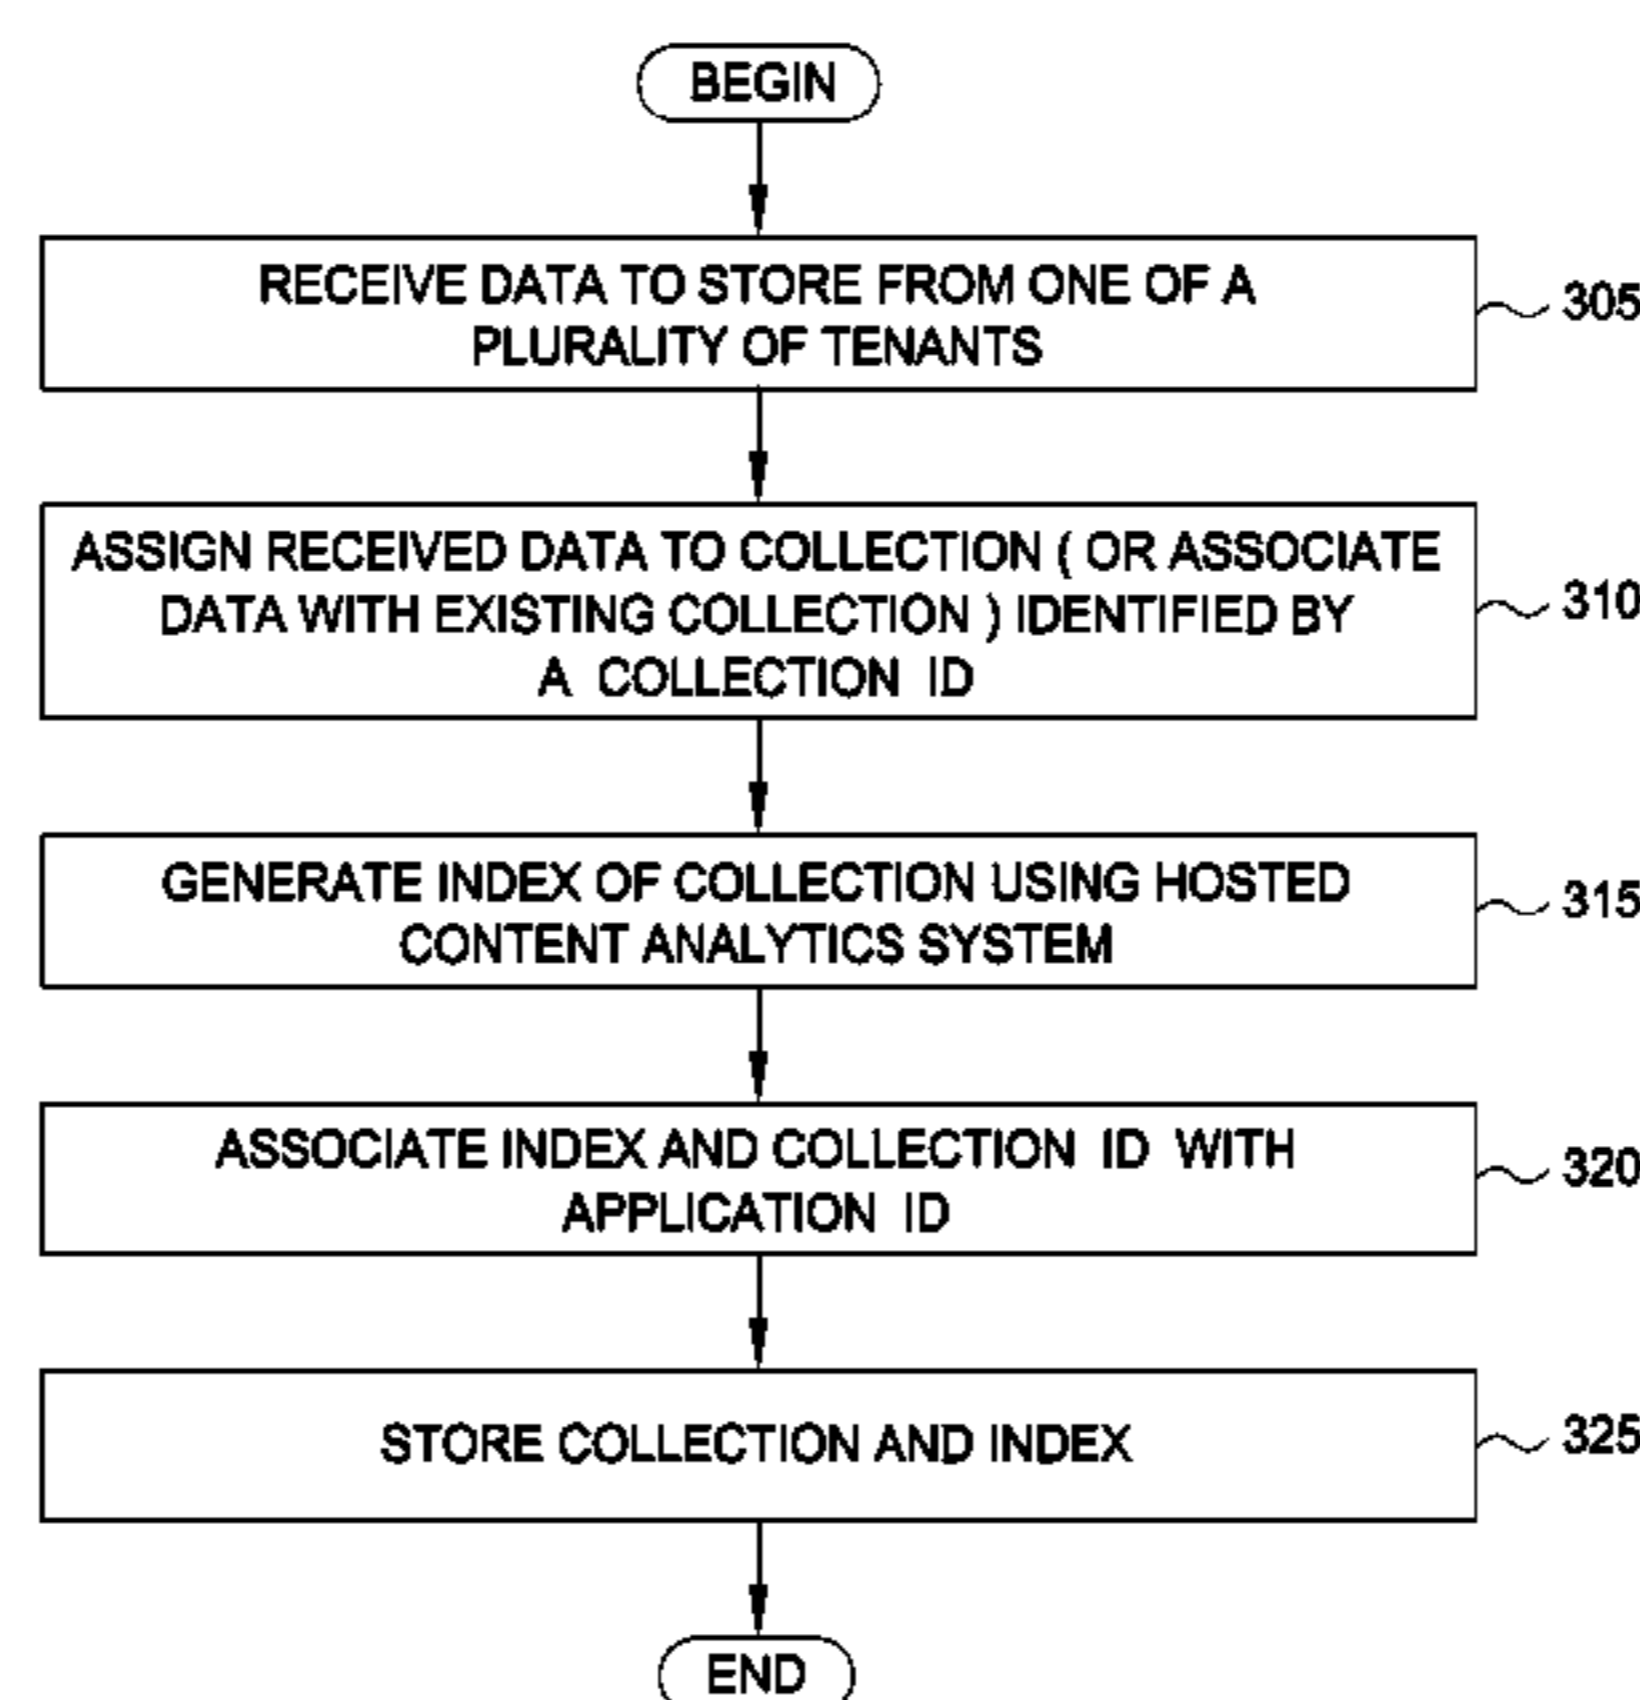 BEGIN
RECEIVE DATA TO STORE FROM ONE OF A
PLURALITY OF TENANTS
305
ASSIGN RECEIVED DATA TO COLLECTION ( OR ASSOCIATE
DATA WITH EXISTING COLLECTION ) IDENTIFIED BY
A COLLECTION ID
310
GENERATE INDEX OF COLLECTION USING HOSTED
CONTENT ANALYTICS SYSTEM
315
ASSOCIATE INDEX AND COLLECTION ID WITH
APPLICATION ID
320
STORE COLLECTION AND INDEX
325
END